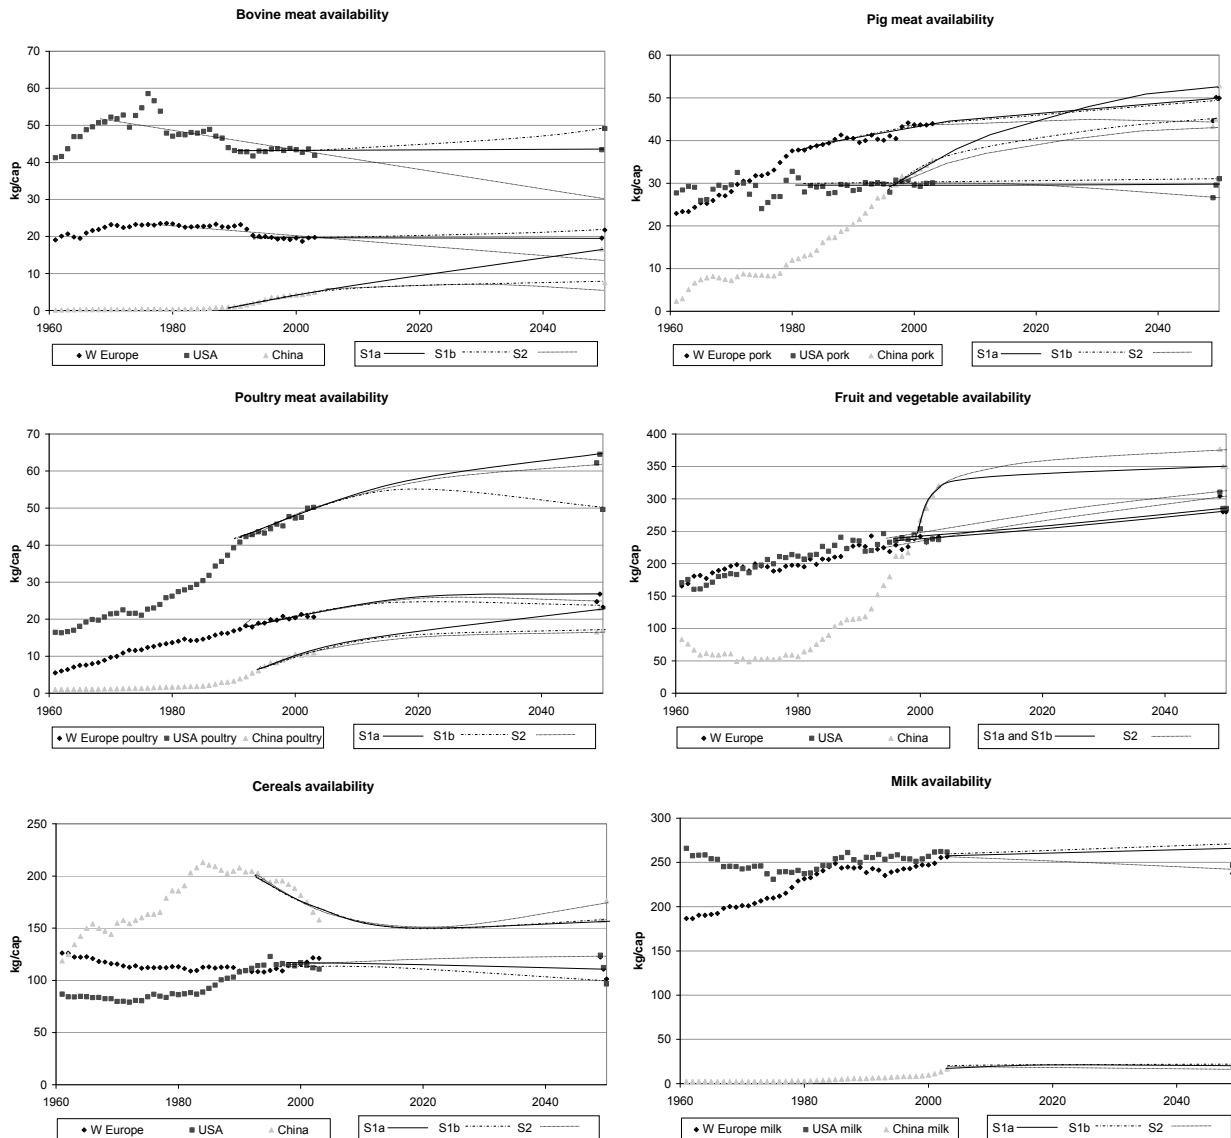 Bovine meat availability
70
60
50
40
30
20
10
0
kg/cap
1960 1980 2000 2020 2040
W Europe USA China
S1a S1b S2
Pig meat availability
60
50
40
30
20
10
0
kg/cap
1960 1980 2000 2020 2040
W Europe pork USA pork China pork
S1a S1b S2
Poultry meat availability
70
60
50
40
30
20
10
0
kg/cap
1960 1980 2000 2020 2040
W Europe poultry USA poultry China poultry
S1a S1b S2
Fruit and vegetable availability
400
350
300
250
200
150
100
50
0
kg/cap
1960 1980 2000 2020 2040
W Europe USA China
S1a and S1b S2
Cereals availability
250
200
150
100
50
0
kg/cap
1960 1980 2000 2020 2040
W Europe USA China
S1a S1b S2
Milk availability
300
250
200
150
100
50
0
kg/cap
1960 1980 2000 2020 2040
W Europe milk USA milk China milk
S1a S1b S2